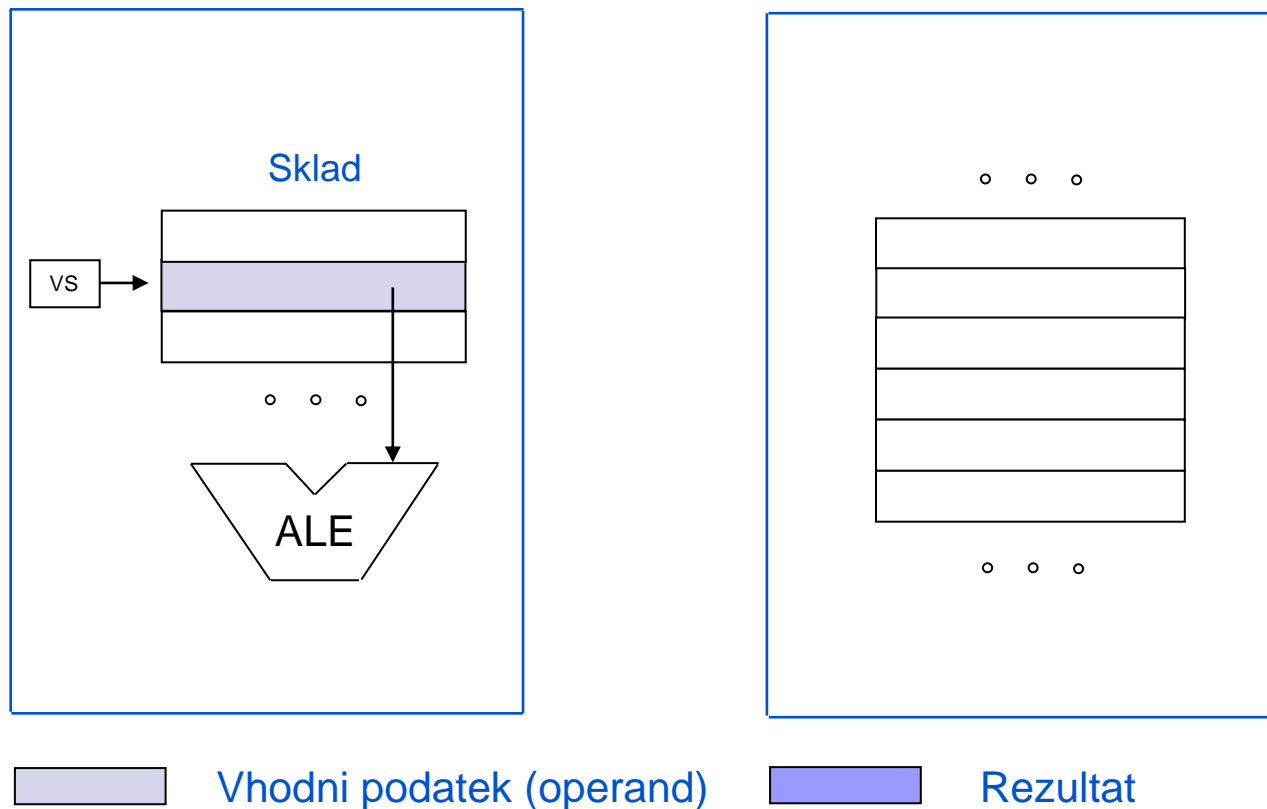 Sklad
VS
ALE
Vhodni podatek (operand)
Rezultat